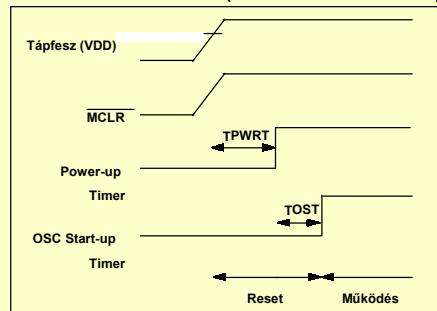 Tápfesz (VDD)
MCLR
TPWRT
Power-up
Timer
TOST
OSC Start-up
Timer
Reset Működés